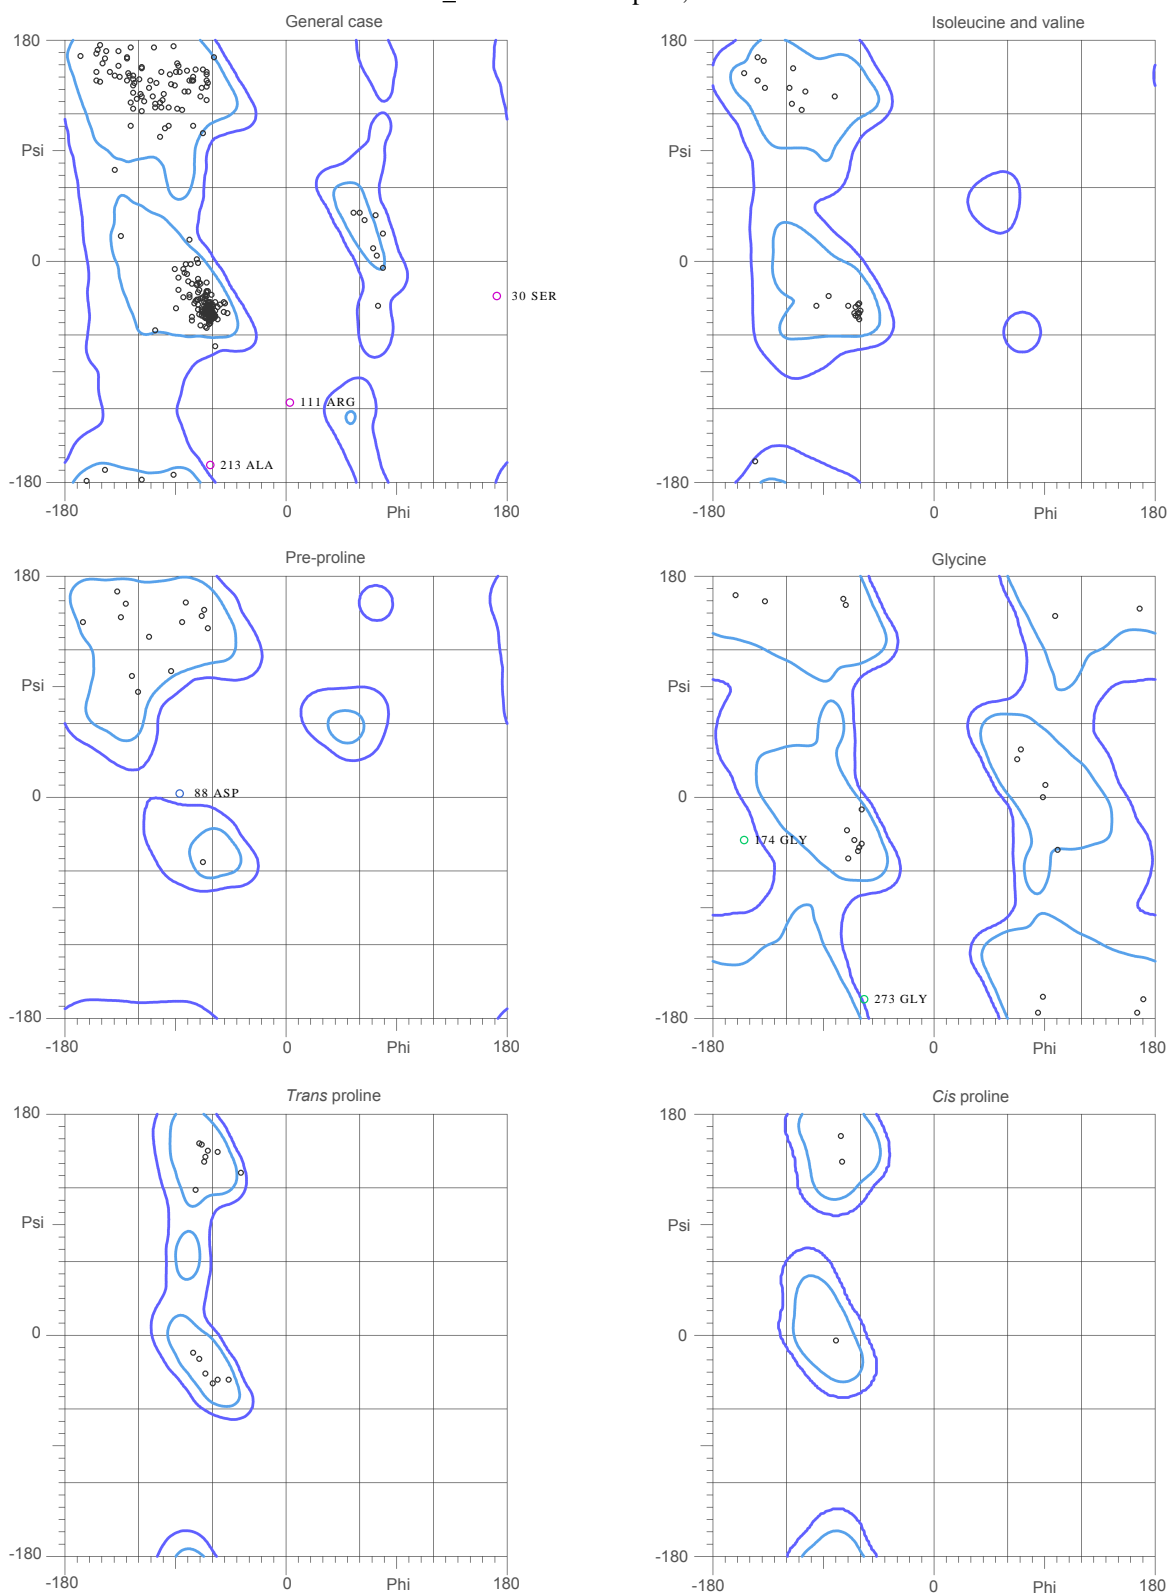 General case
Isoleucine and valine
180
Psi
0
-180
-180
0
Phi
180
30 SER
111 ARG
213 ALA
180
Psi
0
-180
-180
0
Phi
180
Pre-proline
Glycine
180
Psi
0
-180
-180
0
Phi
180
88 ASP
180
Psi
0
-180
-180
0
Phi
180
174 GLY
273 GLY
Trans proline
Cis proline
180
Psi
0
-180
-180
0
Phi
180
180
Psi
0
-180
-180
0
Phi
180